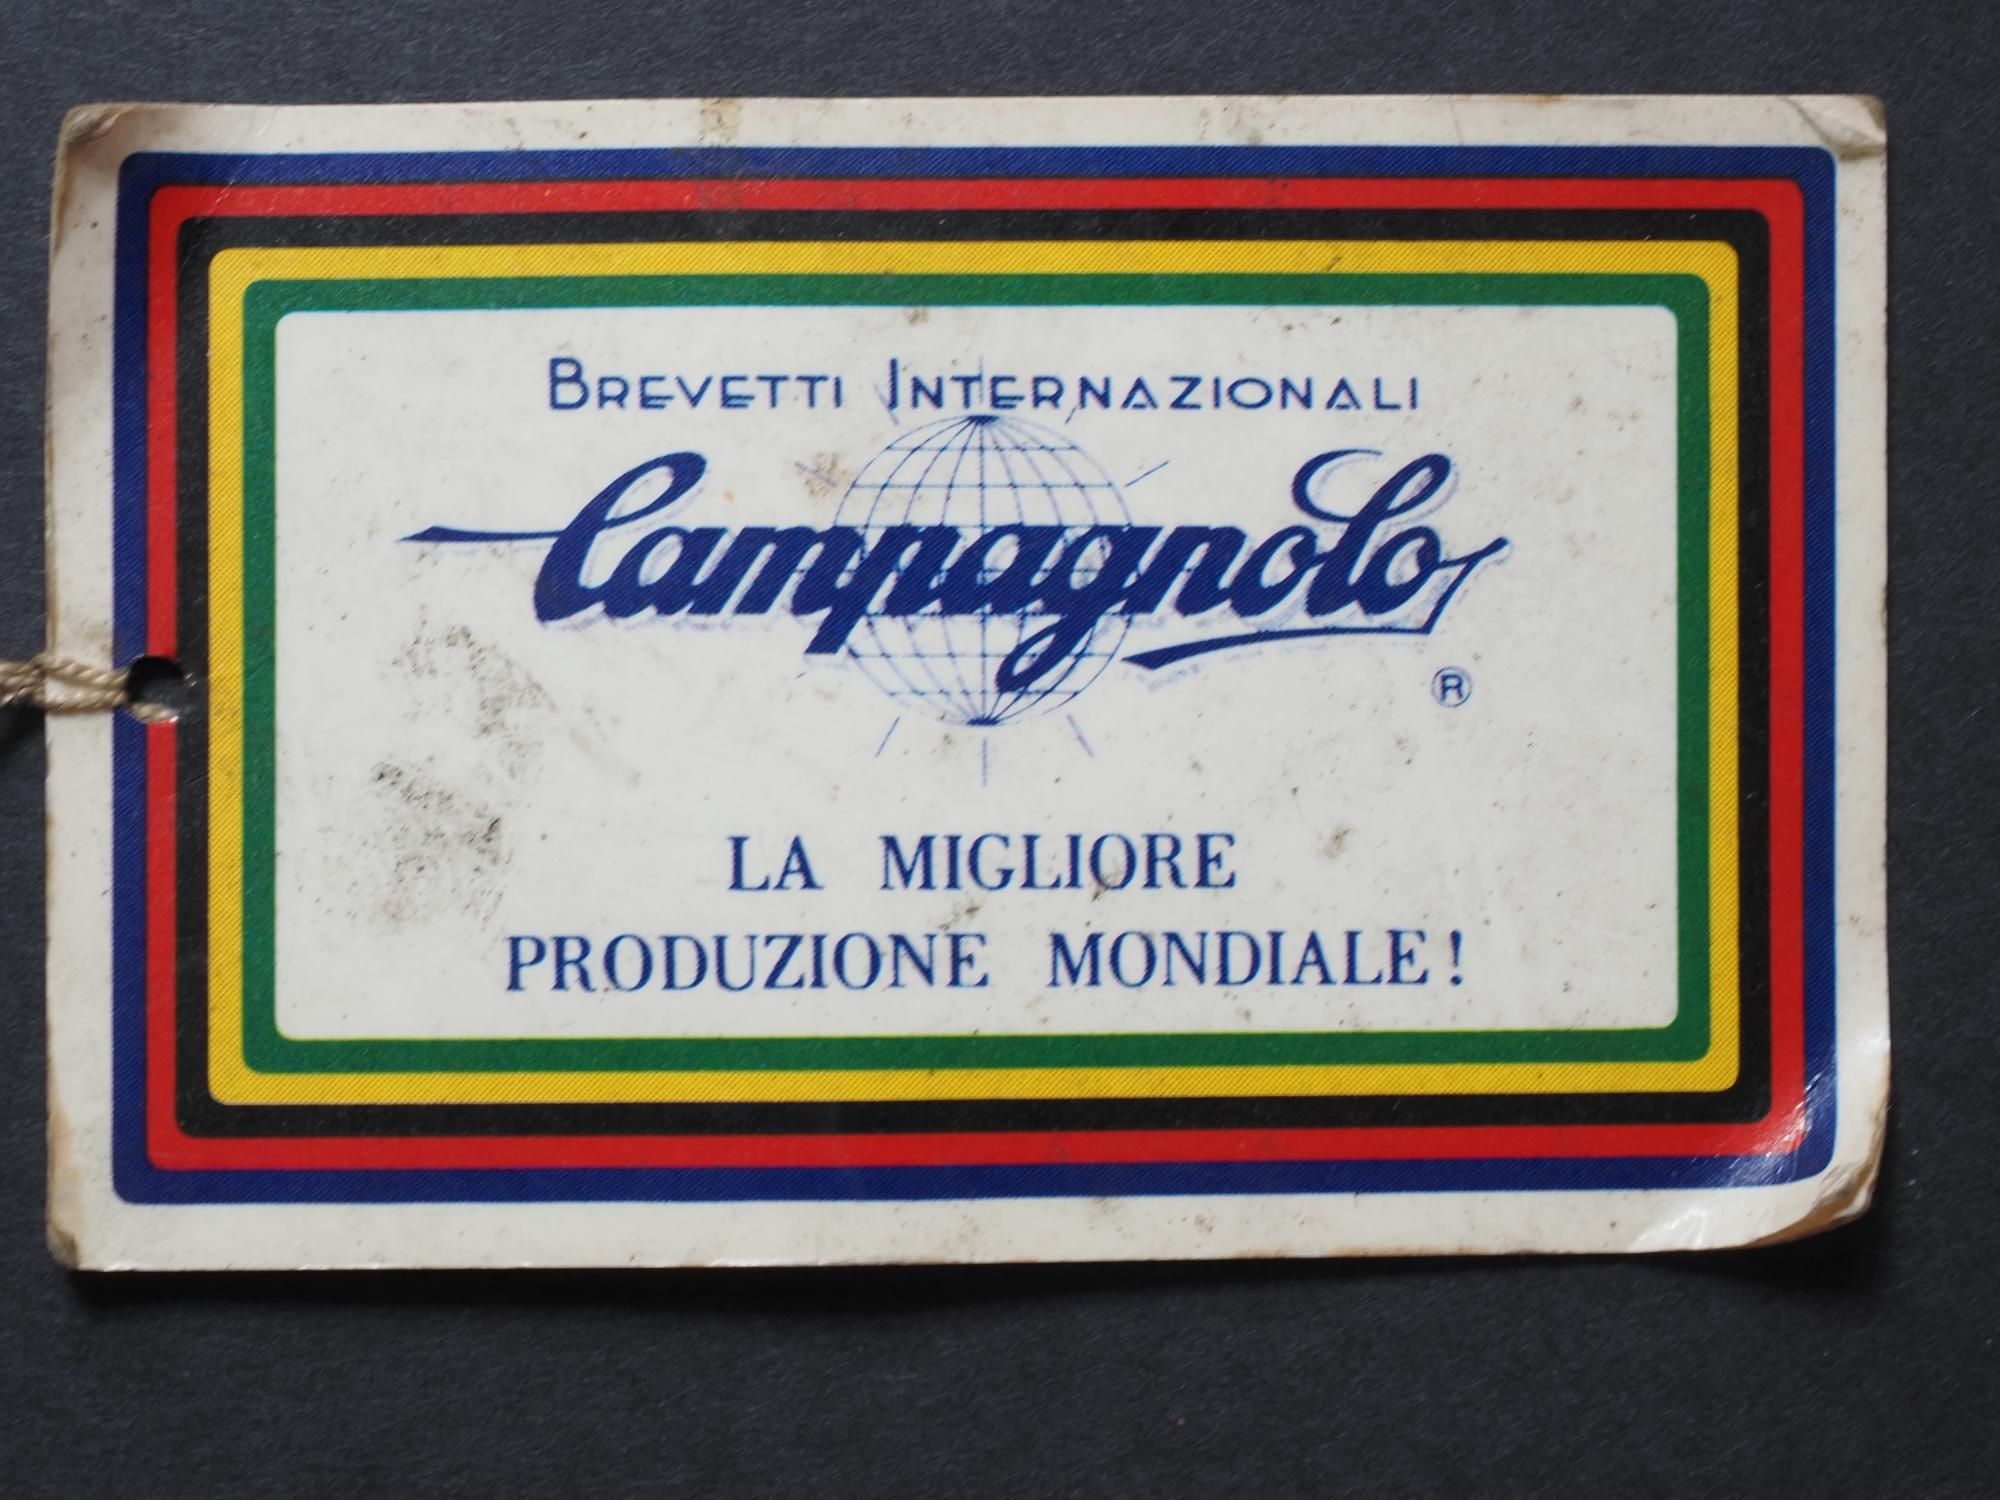 BREVETTI INTERNAZIONALI
Campagnolo
®
LA MIGLIORE
PRODUZIONE MONDIALE!